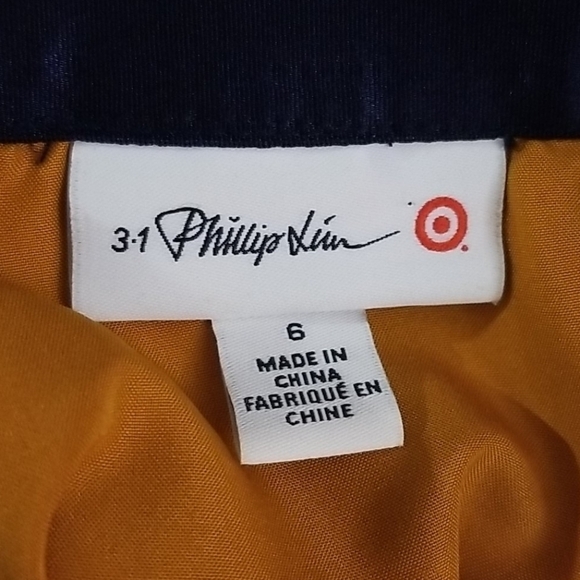 3.1 Phillip Lim
6
MADE IN
CHINA
FABRIQUÉ EN
CHINE